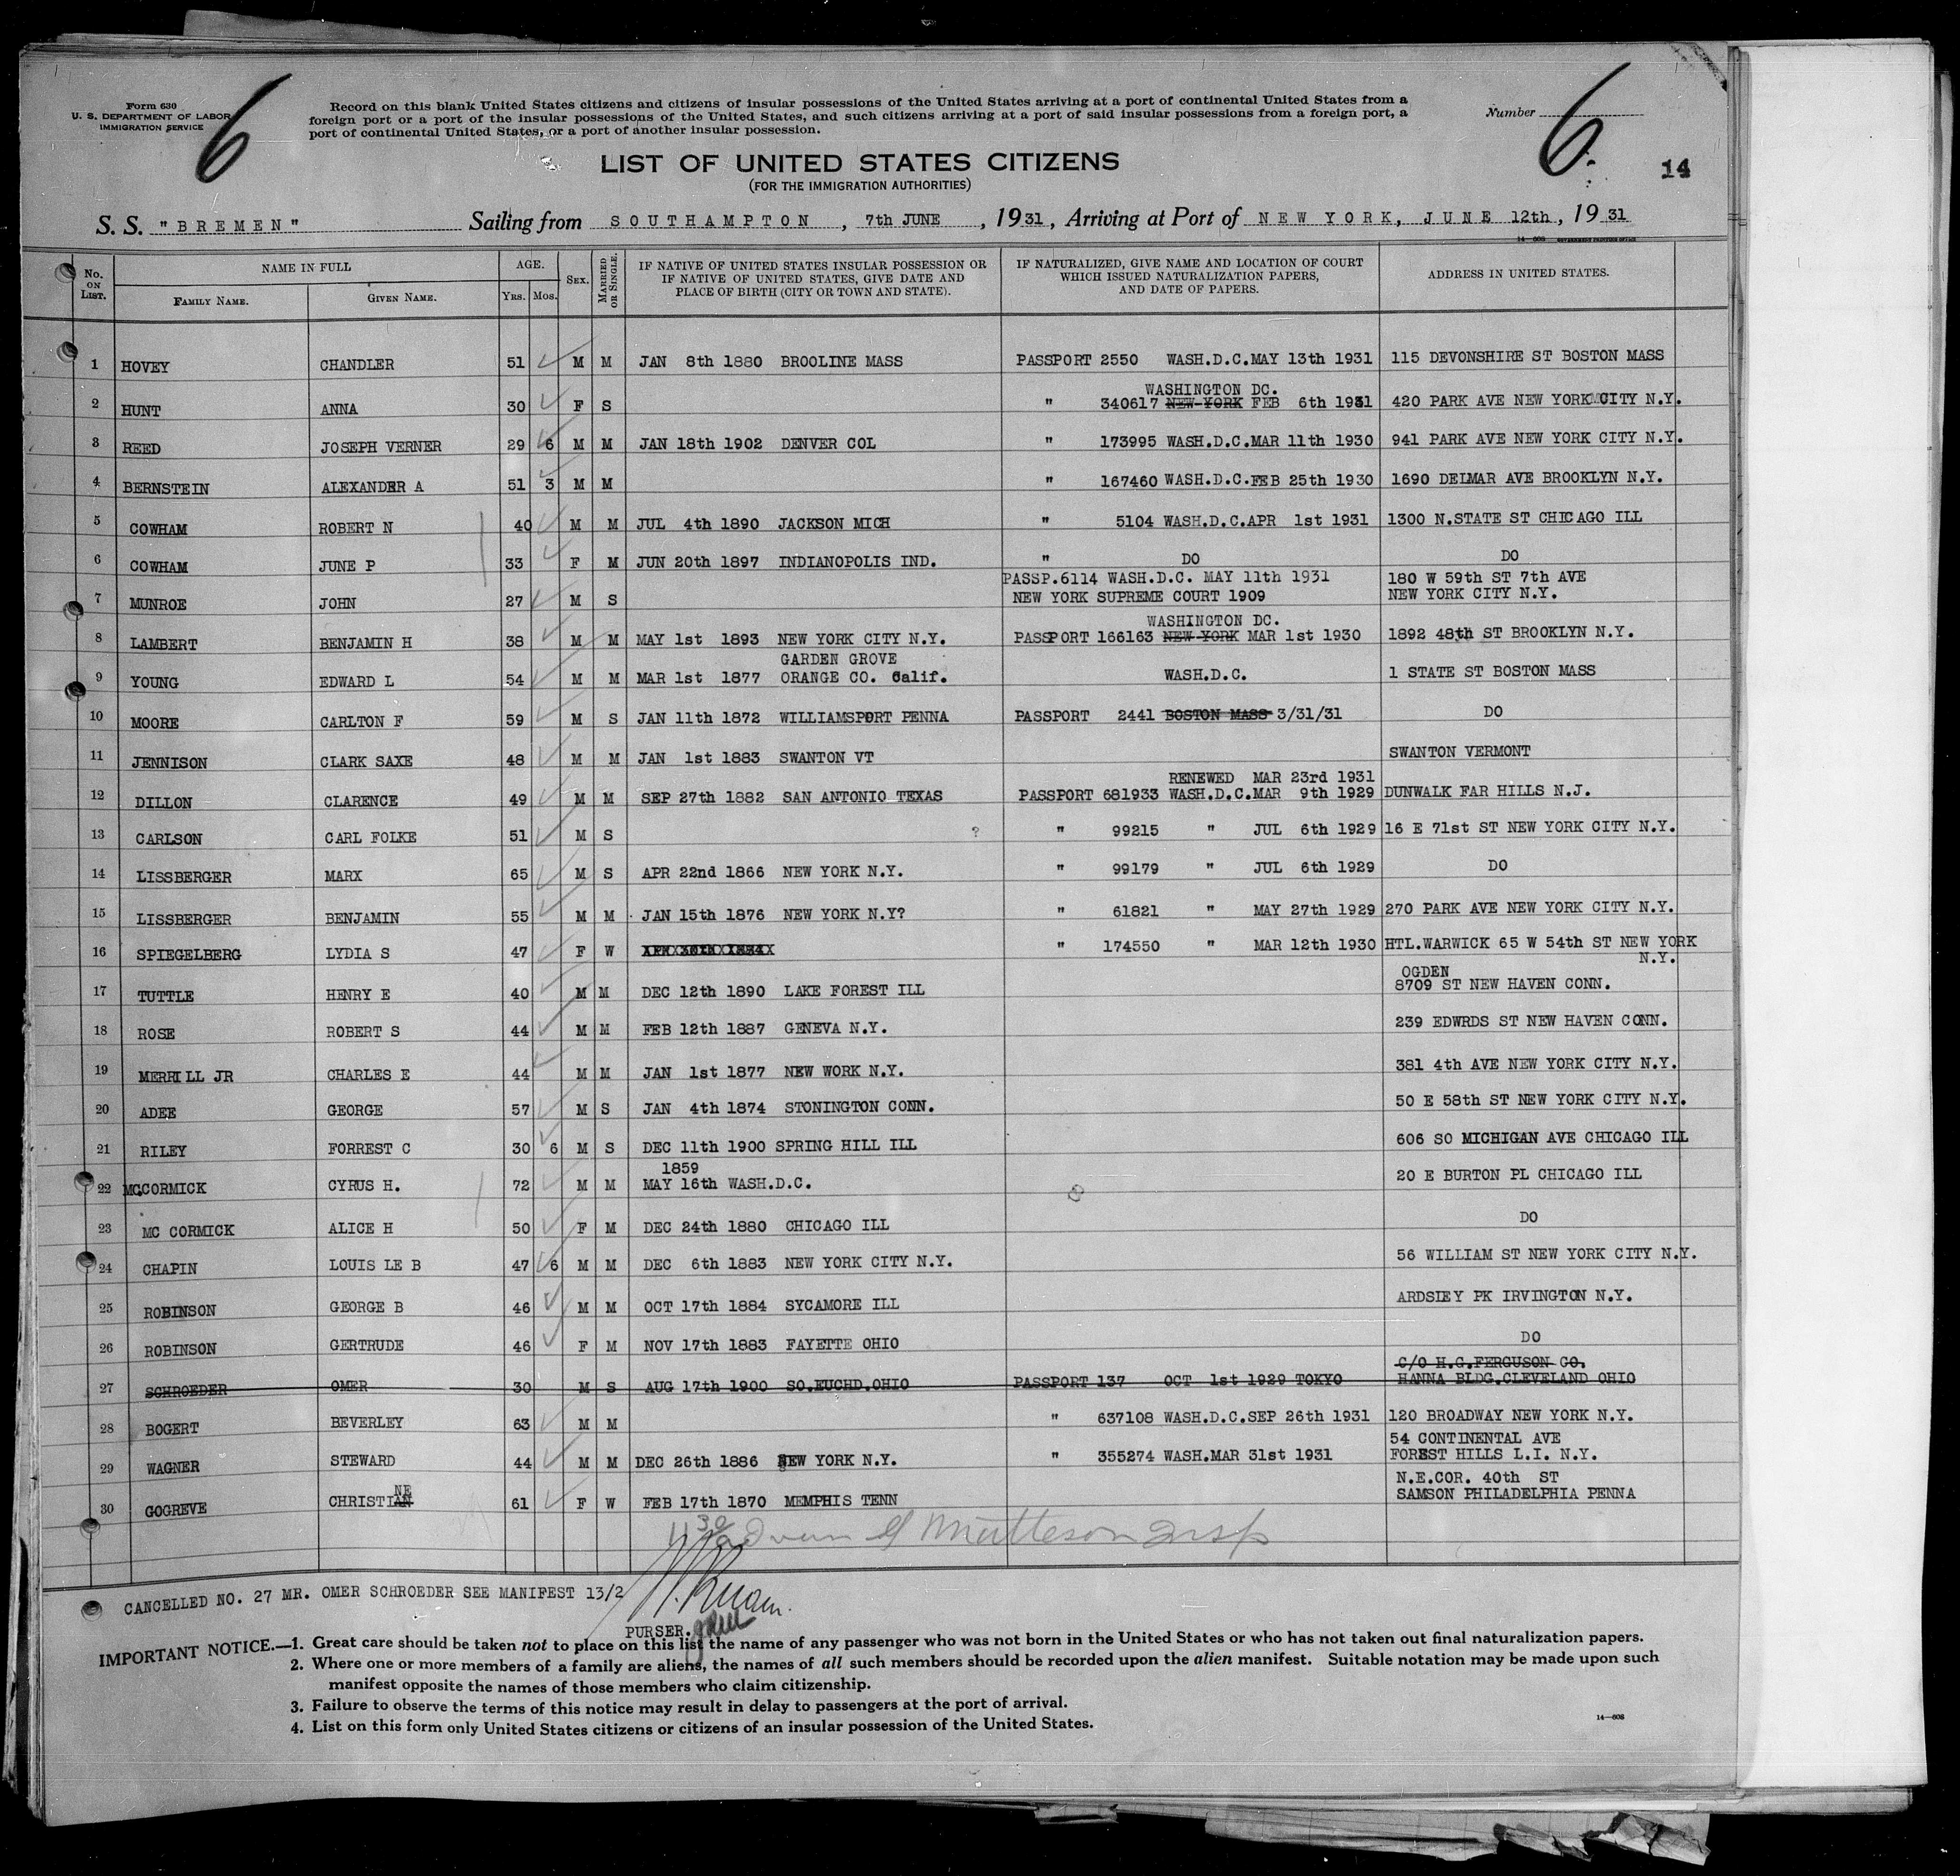 Form 630
U. S. DEPARTMENT OF LABOR
IMMIGRATION SERVICE
6
Record on this blank United States citizens and citizens of insular possessions of the United States arriving at a port of continental United States from a
foreign port or a port of the insular possessions of the United States, and such citizens arriving at a port of said insular possessions from a foreign port, a
port of continental United States, or a port of another insular possession.
Number 6
14
LIST OF UNITED STATES CITIZENS
(FOR THE IMMIGRATION AUTHORITIES)
S. S. "BREMEN" Sailing from SOUTHAMPTON, 7th JUNE, 1931, Arriving at Port of NEW YORK, JUNE 12th, 1931
14-608 GOVERNMENT PRINTING OFFICE
No. ON LIST. NAME IN FULL FAMILY NAME. GIVEN NAME. AGE. YRS. MOS. SEX. MARRIED OR SINGLE. IF NATIVE OF UNITED STATES INSULAR POSSESSION OR IF NATIVE OF UNITED STATES, GIVE DATE AND PLACE OF BIRTH (CITY OR TOWN AND STATE). IF NATURALIZED, GIVE NAME AND LOCATION OF COURT WHICH ISSUED NATURALIZATION PAPERS, AND DATE OF PAPERS. ADDRESS IN UNITED STATES.
1 HOVEY CHANDLER 51 M M JAN 8th 1880 BROOLINE MASS PASSPORT 2550 WASH.D.C.MAY 13th 1931 115 DEVONSHIRE ST BOSTON MASS
WASHINGTON DC.
2 HUNT ANNA 30 F S " 340617 NEW YORK FEB 6th 1931 420 PARK AVE NEW YORK CITY N.Y.
3 REED JOSEPH VERNER 29 6 M M JAN 18th 1902 DENVER COL " 173995 WASH.D.C.MAR 11th 1930 941 PARK AVE NEW YORK CITY N.Y.
4 BERNSTEIN ALEXANDER A 51 3 M M " 167460 WASH.D.C.FEB 25th 1930 1690 DELMAR AVE BROOKLYN N.Y.
5 COWHAM ROBERT N 40 M M JUL 4th 1890 JACKSON MICH " 5104 WASH.D.C.APR 1st 1931 1300 N.STATE ST CHICAGO ILL
6 COWHAM JUNE P 33 F M JUN 20th 1897 INDIANOPOLIS IND. " DO DO
PASSP.6114 WASH.D.C. MAY 11th 1931 180 W 59th ST 7th AVE
7 MUNROE JOHN 27 M S NEW YORK SUPREME COURT 1909 NEW YORK CITY N.Y.
WASHINGTON DC.
8 LAMBERT BENJAMIN H 38 M M MAY 1st 1893 NEW YORK CITY N.Y. PASSPORT 166163 NEW YORK MAR 1st 1930 1892 48th ST BROOKLYN N.Y.
GARDEN GROVE
9 YOUNG EDWARD L 54 M M MAR 1st 1877 ORANGE CO. Calif. WASH.D.C. 1 STATE ST BOSTON MASS
10 MOORE CARLTON F 59 M S JAN 11th 1872 WILLIAMSPORT PENNA PASSPORT 2441 BOSTON MASS 3/31/31 DO
11 JENNISON CLARK SAXE 48 M M JAN 1st 1883 SWANTON VT SWANTON VERMONT
RENEWED MAR 23rd 1931
12 DILLON CLARENCE 49 M M SEP 27th 1882 SAN ANTONIO TEXAS PASSPORT 681933 WASH.D.C.MAR 9th 1929 DUNWALK FAR HILLS N.J.
13 CARLSON CARL FOLKE 51 M S ? " 99215 " JUL 6th 1929 16 E 71st ST NEW YORK CITY N.Y.
14 LISSBERGER MARX 65 M S APR 22nd 1866 NEW YORK N.Y. " 99179 " JUL 6th 1929 DO
15 LISSBERGER BENJAMIN 55 M M JAN 15th 1876 NEW YORK N.Y? " 61821 " MAY 27th 1929 270 PARK AVE NEW YORK CITY N.Y.
16 SPIEGELBERG LYDIA S 47 F W " 174550 " MAR 12th 1930 HTL.WARWICK 65 W 54th ST NEW YORK
N.Y.
OGDEN
17 TUTTLE HENRY E 40 M M DEC 12th 1890 LAKE FOREST ILL 8709 ST NEW HAVEN CONN.
18 ROSE ROBERT S 44 M M FEB 12th 1887 GENEVA N.Y. 239 EDWRDS ST NEW HAVEN CONN.
19 MERRILL JR CHARLES E 44 M M JAN 1st 1877 NEW WORK N.Y. 381 4th AVE NEW YORK CITY N.Y.
20 ADEE GEORGE 57 M S JAN 4th 1874 STONINGTON CONN. 50 E 58th ST NEW YORK CITY N.Y.
21 RILEY FORREST C 30 6 M S DEC 11th 1900 SPRING HILL ILL 606 SO MICHIGAN AVE CHICAGO ILL
1859
22 MC.CORMICK CYRUS H. 72 M M MAY 16th WASH.D.C. 20 E BURTON PL CHICAGO ILL
23 MC CORMICK ALICE H 50 F M DEC 24th 1880 CHICAGO ILL DO
24 CHAPIN LOUIS LE B 47 6 M M DEC 6th 1883 NEW YORK CITY N.Y. 56 WILLIAM ST NEW YORK CITY N.Y.
25 ROBINSON GEORGE B 46 M M OCT 17th 1884 SYCAMORE ILL ARDSLEY PK IRVINGTON N.Y.
26 ROBINSON GERTRUDE 46 F M NOV 17th 1883 FAYETTE OHIO DO
C/O H.G.FERGUSON CO.
27 SCHROEDER OMER 30 M S AUG 17th 1900 SO.EUCHD.OHIO PASSPORT 137 OCT 1st 1929 TOKYO HANNA BLDG.CLEVELAND OHIO
28 BOGERT BEVERLEY 63 M M " 637108 WASH.D.C.SEP 26th 1931 120 BROADWAY NEW YORK N.Y.
54 CONTINENTAL AVE
29 WAGNER STEWARD 44 M M DEC 26th 1886 NEW YORK N.Y. " 355274 WASH.MAR 31st 1931 FOREST HILLS L.I. N.Y.
NE N.E.COR. 40th ST
30 GOGREVE CHRISTIAN 61 F W FEB 17th 1870 MEMPHIS TENN SAMSON PHILADELPHIA PENNA
Matteson Insp
CANCELLED NO. 27 MR. OMER SCHROEDER SEE MANIFEST 13/2
PURSER.
IMPORTANT NOTICE.—1. Great care should be taken not to place on this list the name of any passenger who was not born in the United States or who has not taken out final naturalization papers.
2. Where one or more members of a family are aliens, the names of all such members should be recorded upon the alien manifest. Suitable notation may be made upon such
manifest opposite the names of those members who claim citizenship.
3. Failure to observe the terms of this notice may result in delay to passengers at the port of arrival.
4. List on this form only United States citizens or citizens of an insular possession of the United States.
14—608